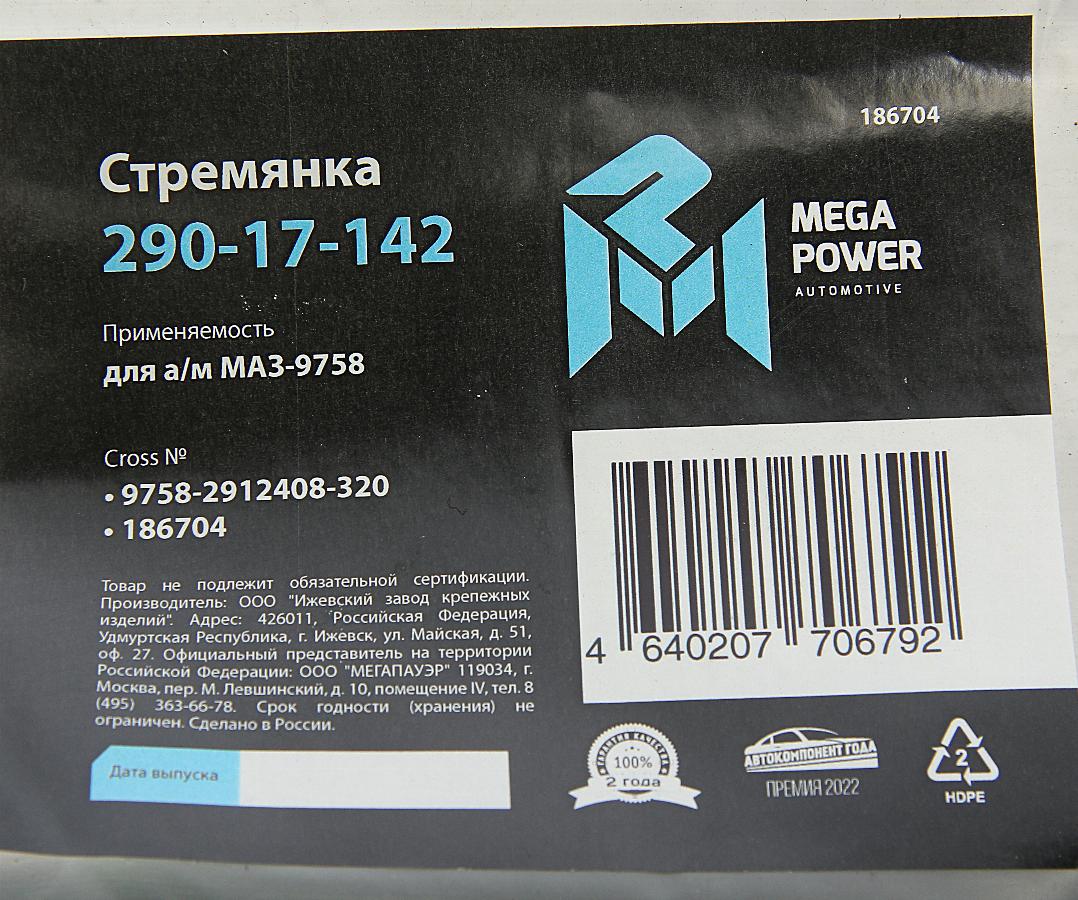 186704
Стремянка
290-17-142
MEGA
POWER
AUTOMOTIVE
Применяемость
для а/м МАЗ-9758
Cross №
• 9758-2912408-320
• 186704
Товар не подлежит обязательной сертификации.
Производитель: ООО "Ижевский завод крепежных
изделий". Адрес: 426011, Российская Федерация,
Удмуртская Республика, г. Ижевск, ул. Майская, д. 51,
оф. 27. Официальный представитель на территории
Российской Федерации: ООО "МЕГАПАУЭР" 119034, г.
Москва, пер. М. Левшинский, д. 10, помещение IV, тел. 8
(495) 363-66-78. Срок годности (хранения) не
ограничен. Сделано в России.
4 640207 706792
Дата выпуска
ГАРАНТИЯ КАЧЕСТВА
100%
2 года
АВТОКОМПОНЕНТ ГОДА
ПРЕМИЯ 2022
2
HDPE